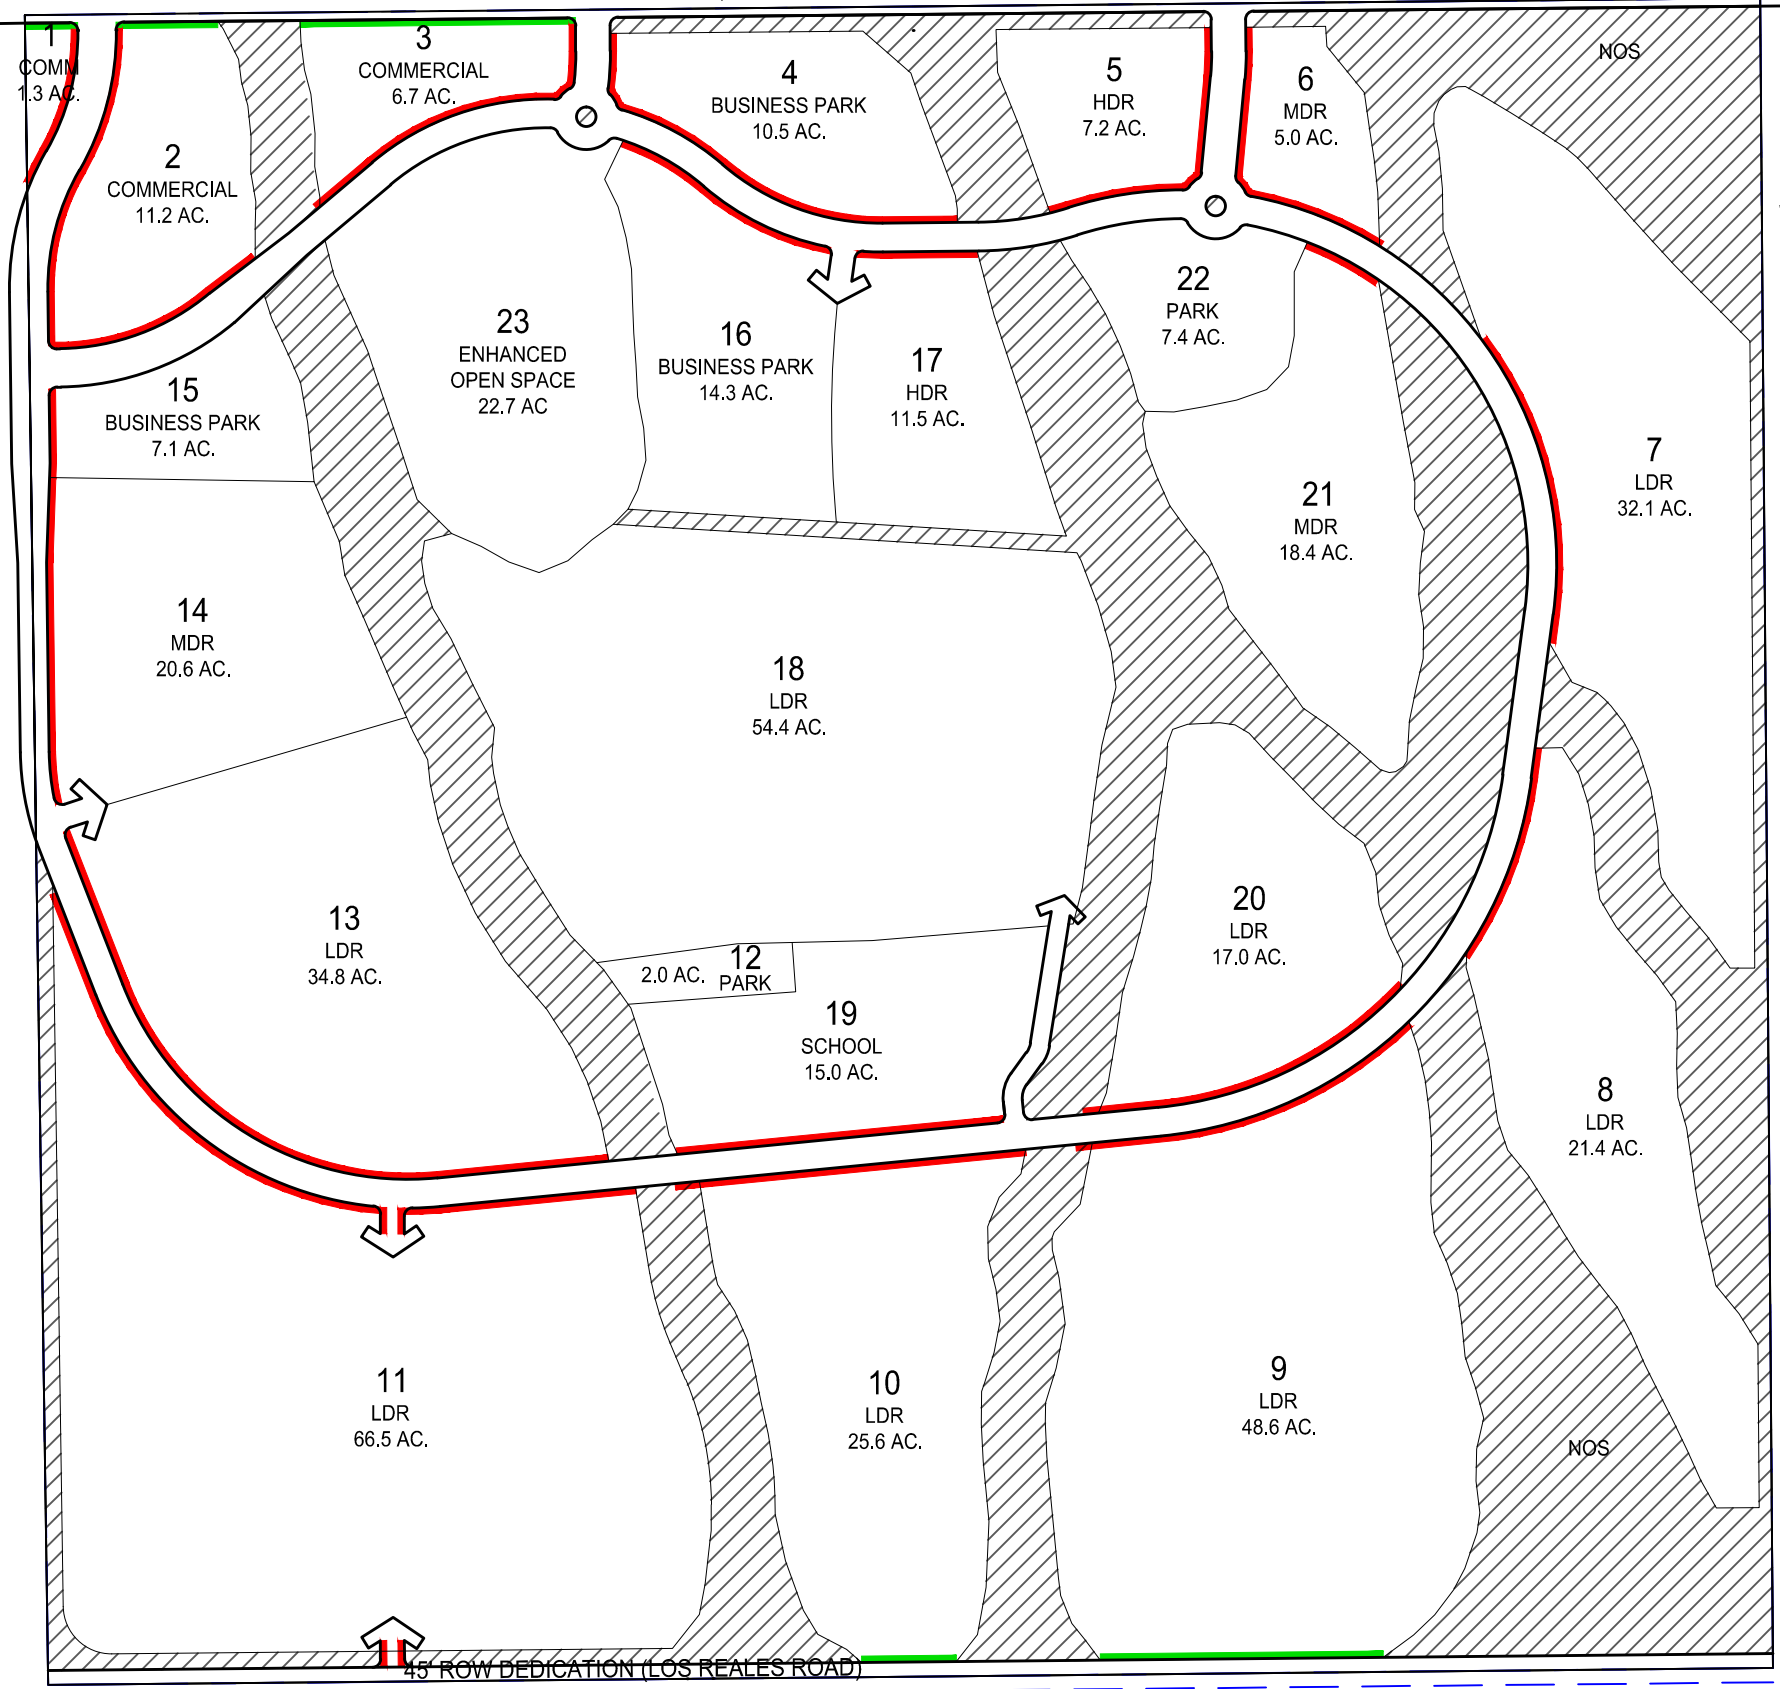 1
COMM
1.3 AC.
2
COMMERCIAL
11.2 AC.
3
COMMERCIAL
6.7 AC.
4
BUSINESS PARK
10.5 AC.
5
HDR
7.2 AC.
6
MDR
5.0 AC.
NOS
7
LDR
32.1 AC.
22
PARK
7.4 AC.
23
ENHANCED
OPEN SPACE
22.7 AC
16
BUSINESS PARK
14.3 AC.
17
HDR
11.5 AC.
15
BUSINESS PARK
7.1 AC.
21
MDR
18.4 AC.
14
MDR
20.6 AC.
18
LDR
54.4 AC.
13
LDR
34.8 AC.
12
2.0 AC. PARK
20
LDR
17.0 AC.
19
SCHOOL
15.0 AC.
8
LDR
21.4 AC.
11
LDR
66.5 AC.
10
LDR
25.6 AC.
9
LDR
48.6 AC.
NOS
45' ROW DEDICATION (LOS REALES ROAD)